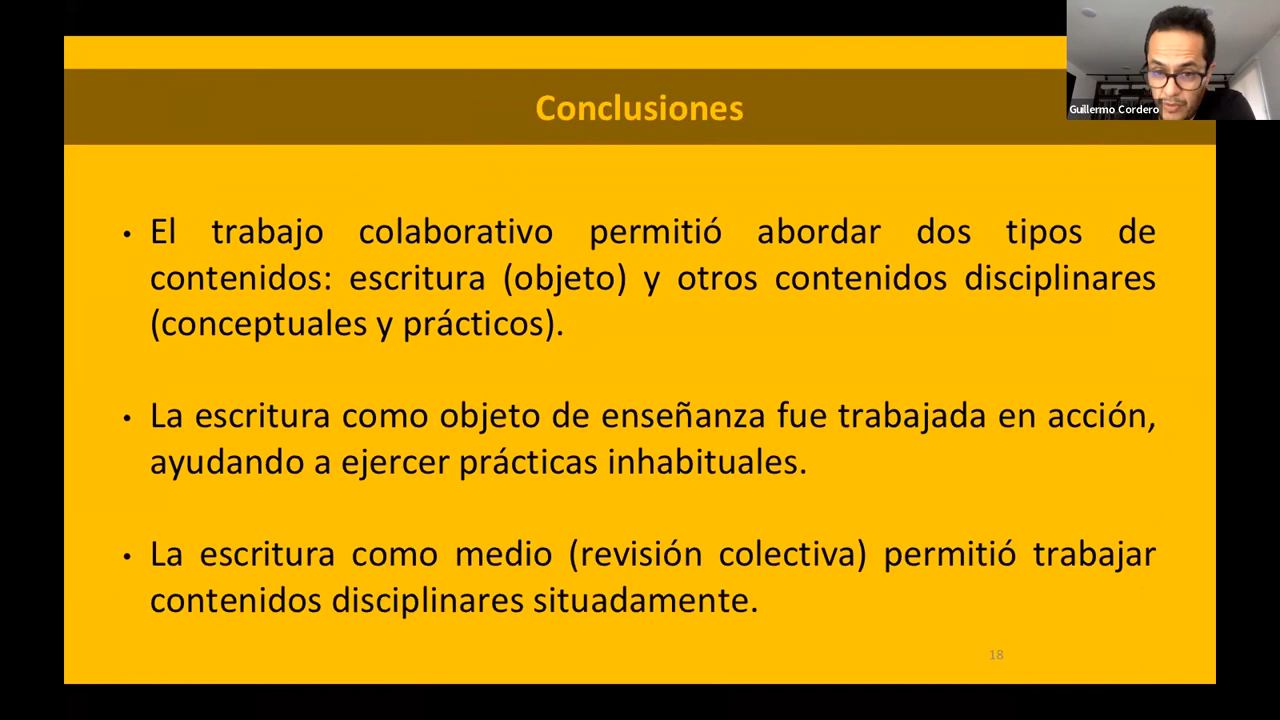 Conclusiones
Guillermo Cordero
• El trabajo colaborativo permitió abordar dos tipos de
contenidos: escritura (objeto) y otros contenidos disciplinares
(conceptuales y prácticos).
• La escritura como objeto de enseñanza fue trabajada en acción,
ayudando a ejercer prácticas inhabituales.
• La escritura como medio (revisión colectiva) permitió trabajar
contenidos disciplinares situadamente.
18